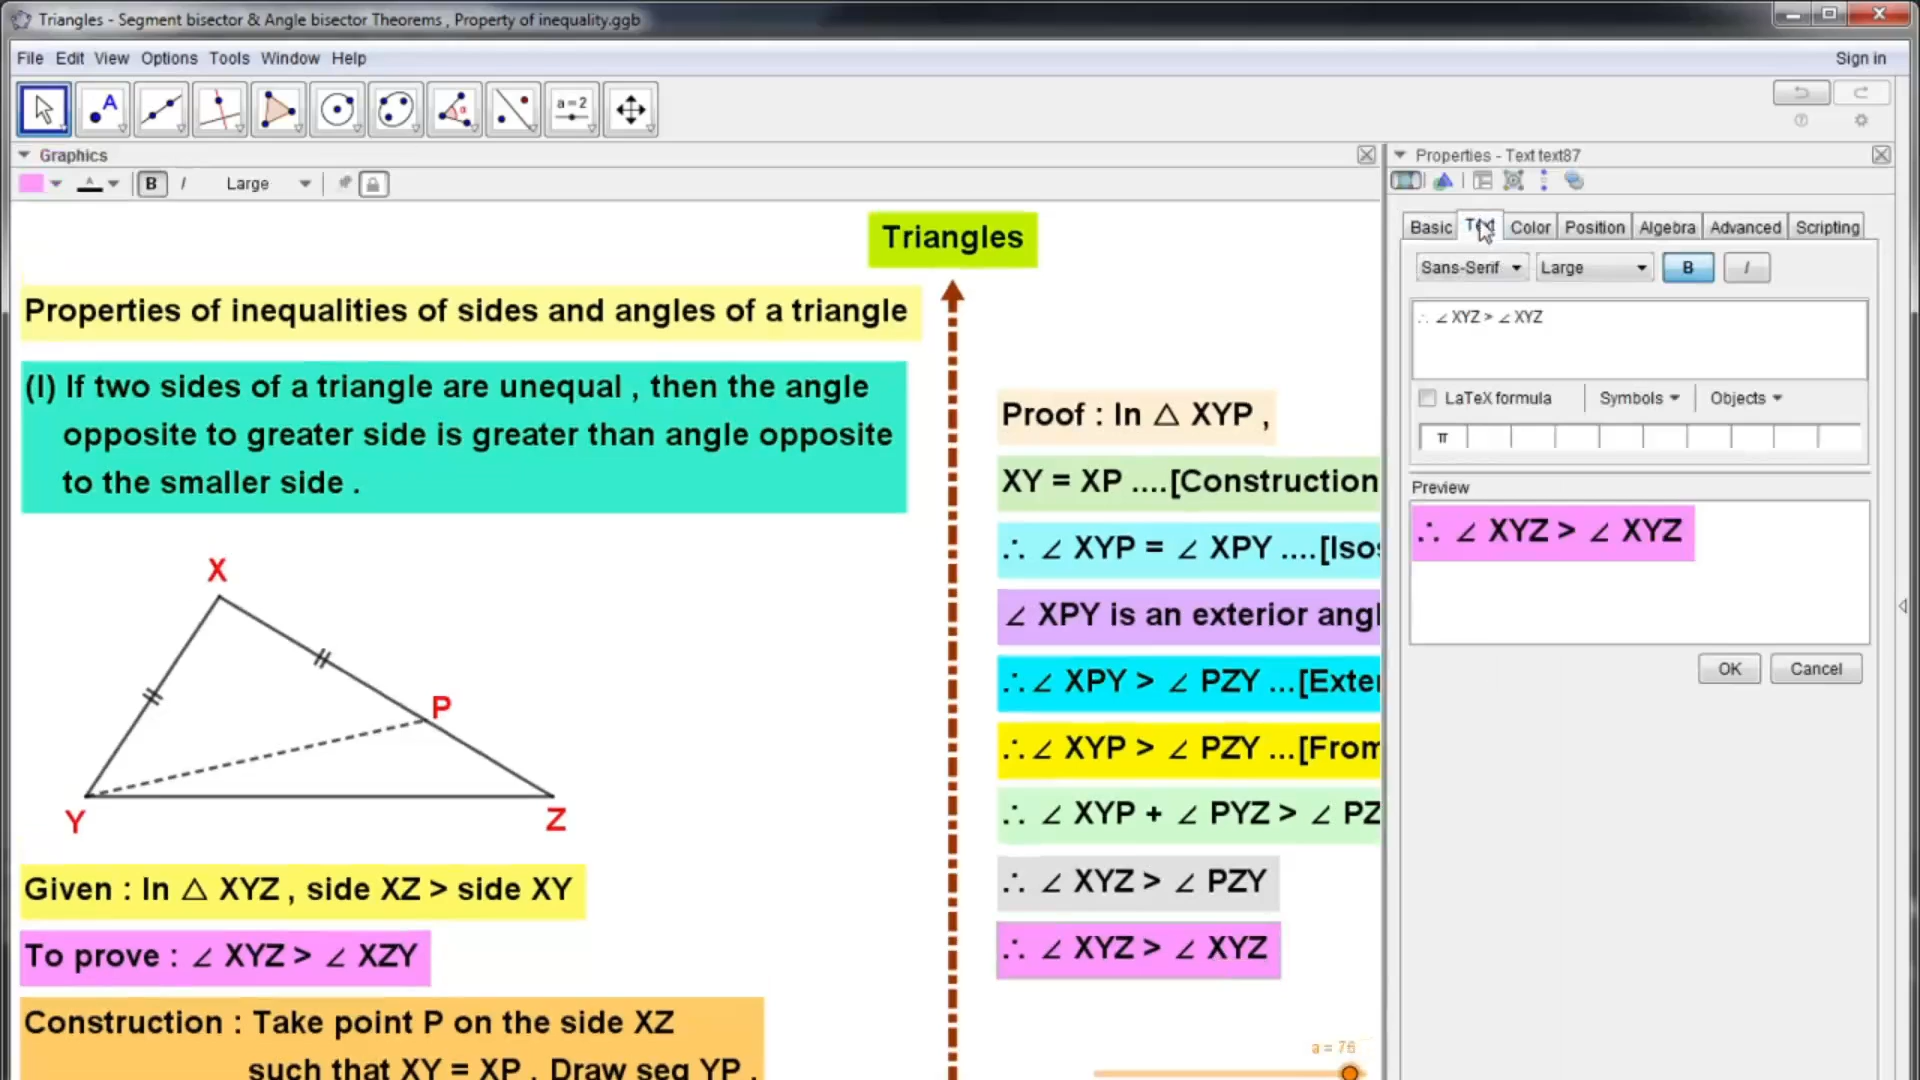 Triangles - Segment bisector & Angle bisector Theorems , Property of inequality.ggb
File Edit View Options Tools Window Help
Sign in
A
a = 2
Graphics
A B I Large
Properties - Text text87
Basic Text Color Position Algebra Advanced Scripting
Sans-Serif Large B I
∴ ∠ XYZ > ∠ XYZ
LaTeX formula Symbols Objects
π
Preview
∴ ∠ XYZ > ∠ XYZ
OK Cancel
Triangles
Properties of inequalities of sides and angles of a triangle
(I) If two sides of a triangle are unequal , then the angle
opposite to greater side is greater than angle opposite
to the smaller side .
X
P
Y
Z
Given : In △ XYZ , side XZ > side XY
To prove : ∠ XYZ > ∠ XZY
Construction : Take point P on the side XZ
such that XY = XP . Draw seg YP .
Proof : In △ XYP ,
XY = XP ....[Construction
∴ ∠ XYP = ∠ XPY ....[Isos
∠ XPY is an exterior angl
∴ ∠ XPY > ∠ PZY ...[Exter
∴ ∠ XYP > ∠ PZY ...[From
∴ ∠ XYP + ∠ PYZ > ∠ PZ
∴ ∠ XYZ > ∠ PZY
∴ ∠ XYZ > ∠ XYZ
a = 76